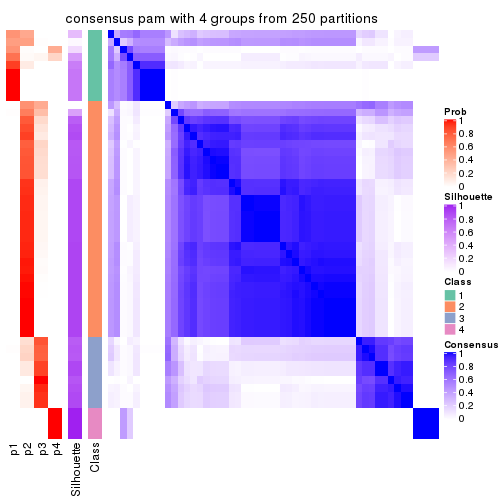 consensus pam with 4 groups from 250 partitions
Prob
1
0.8
0.6
0.4
0.2
0
Silhouette
1
0.8
0.6
0.4
0.2
0
Class
1
2
3
4
Consensus
1
0.8
0.6
0.4
0.2
0
p1
p2
p3
p4
Silhouette
Class